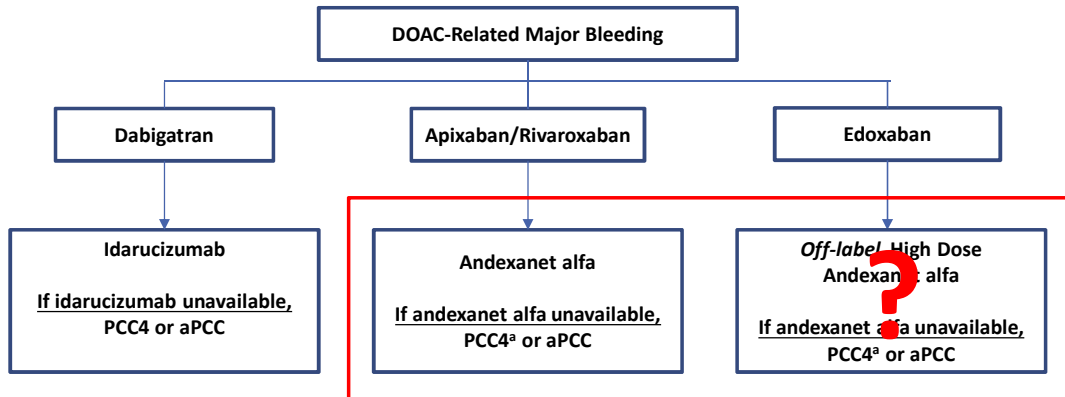 DOAC-Related Major Bleeding
Dabigatran
Apixaban/Rivaroxaban
Edoxaban
Idarucizumab
If idarucizumab unavailable,
PCC4 or aPCC
Andexanet alfa
If andexanet alfa unavailable,
PCC4ª or aPCC
Off-label High Dose
Andexanet alfa
If andexanet alfa unavailable,
PCC4ª or aPCC
?